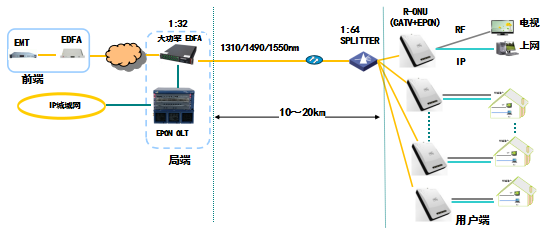 EMT
EDFA
前端
IP城域网
1:32
大功率 EDFA
EPON OLT
局端
1310/1490/1550nm
10～20km
1:64
SPLITTER
R-ONU
(CATV+EPON)
RF
IP
电视
上网
用户端